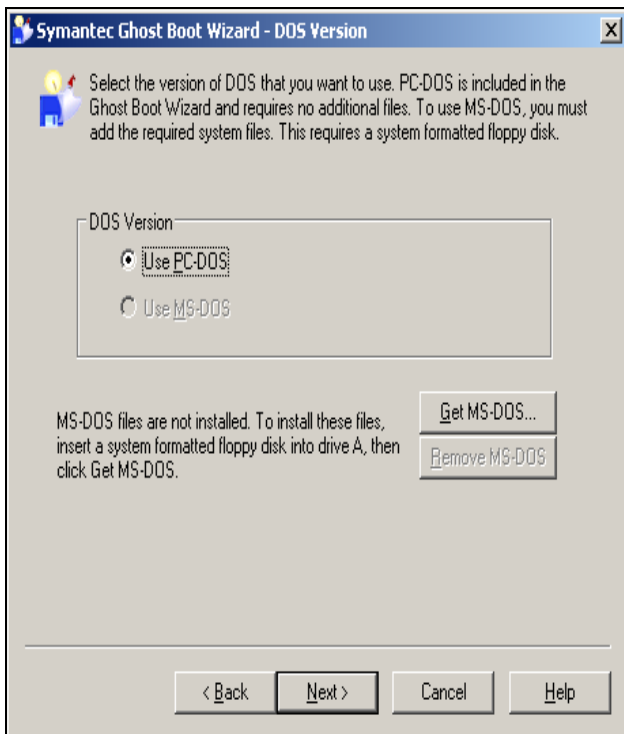 Symantec Ghost Boot Wizard - DOS Version
Select the version of DOS that you want to use. PC-DOS is included in the
Ghost Boot Wizard and requires no additional files. To use MS-DOS, you must
add the required system files. This requires a system formatted floppy disk.
DOS Version
Use PC-DOS
Use MS-DOS
MS-DOS files are not installed. To install these files,
insert a system formatted floppy disk into drive A, then
click Get MS-DOS.
Get MS-DOS...
Remove MS-DOS
< Back
Next >
Cancel
Help